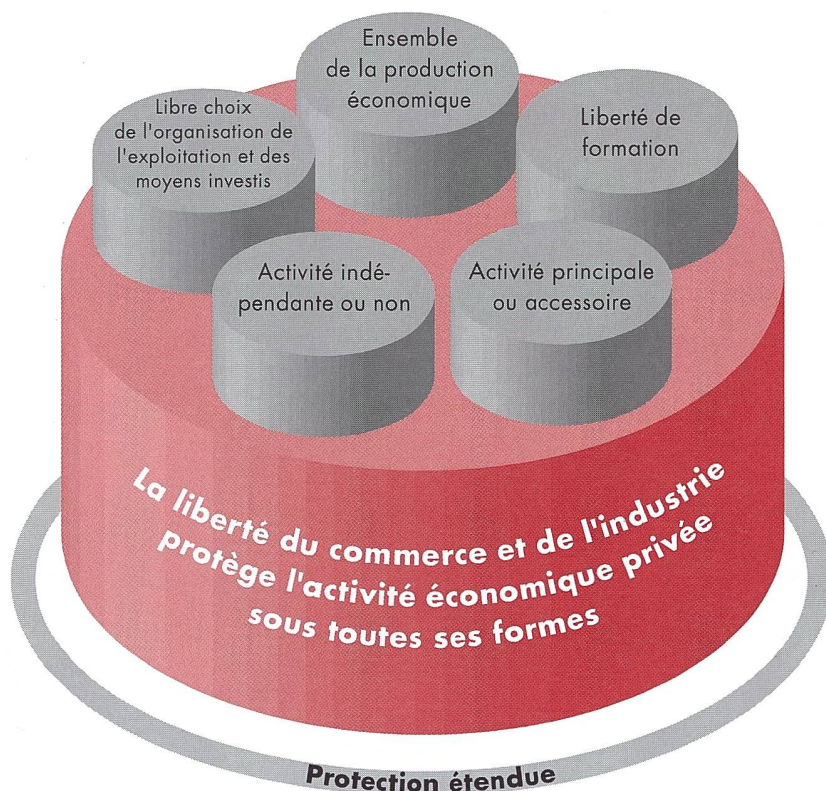 Ensemble
de la production
économique
Libre choix
de l'organisation de
l'exploitation et des
moyens investis
Liberté de
formation
Activité indé-
pendante ou non
Activité principale
ou accessoire
La liberté du commerce et de l'industrie
protège l'activité économique privée
sous toutes ses formes
Protection étendue